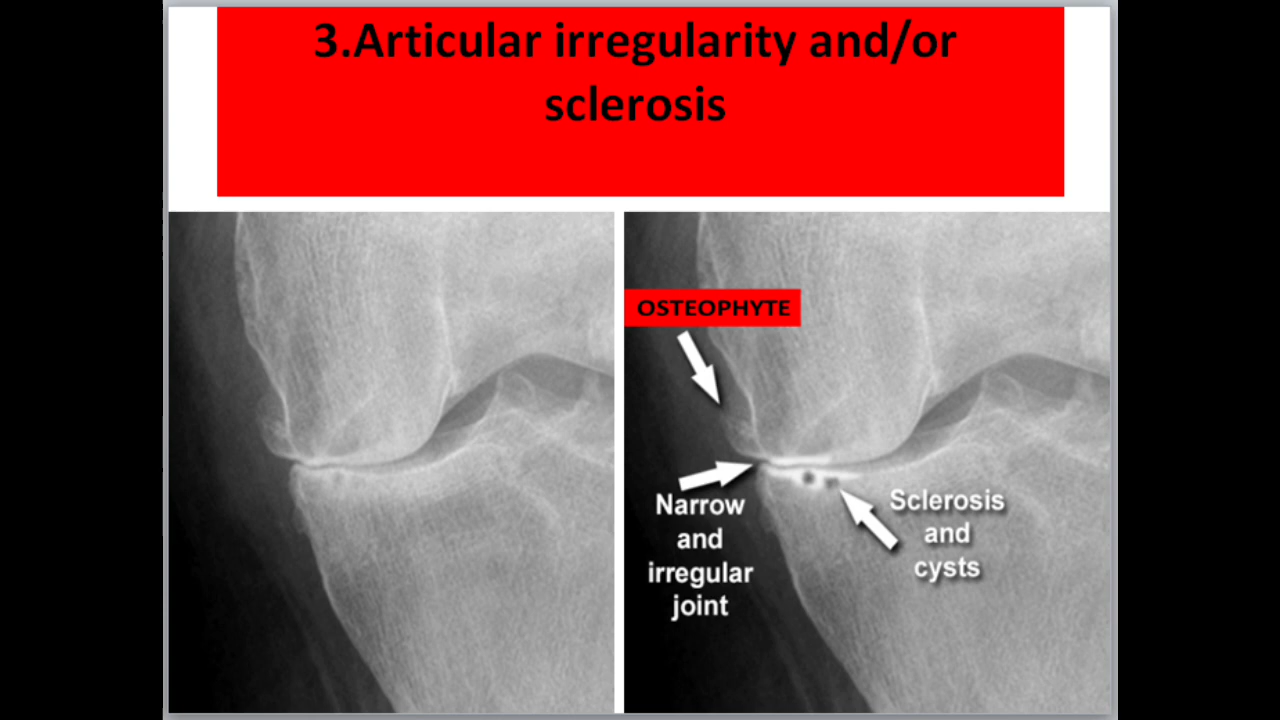 3.Articular irregularity and/or
sclerosis
OSTEOPHYTE
Narrow
and
irregular
joint
Sclerosis
and
cysts